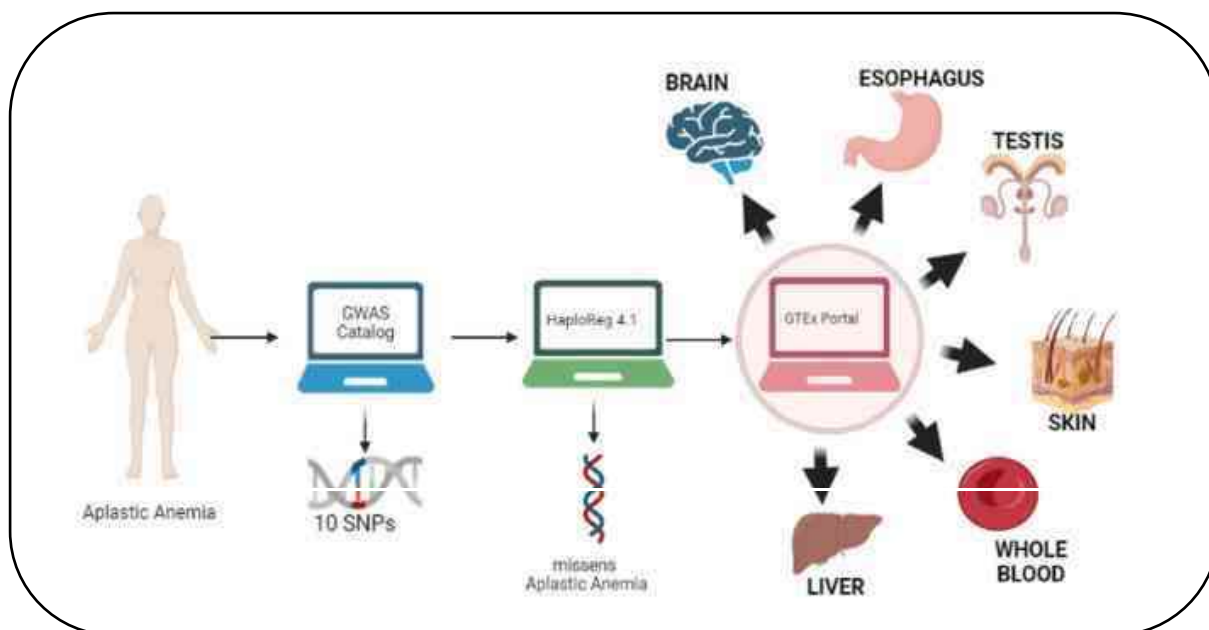 Aplastic Anemia
GWAS
Catalog
10 SNPs
HaploReg 4.1
missens
Aplastic Anemia
GTEx Portal
BRAIN
ESOPHAGUS
TESTIS
SKIN
WHOLE
BLOOD
LIVER